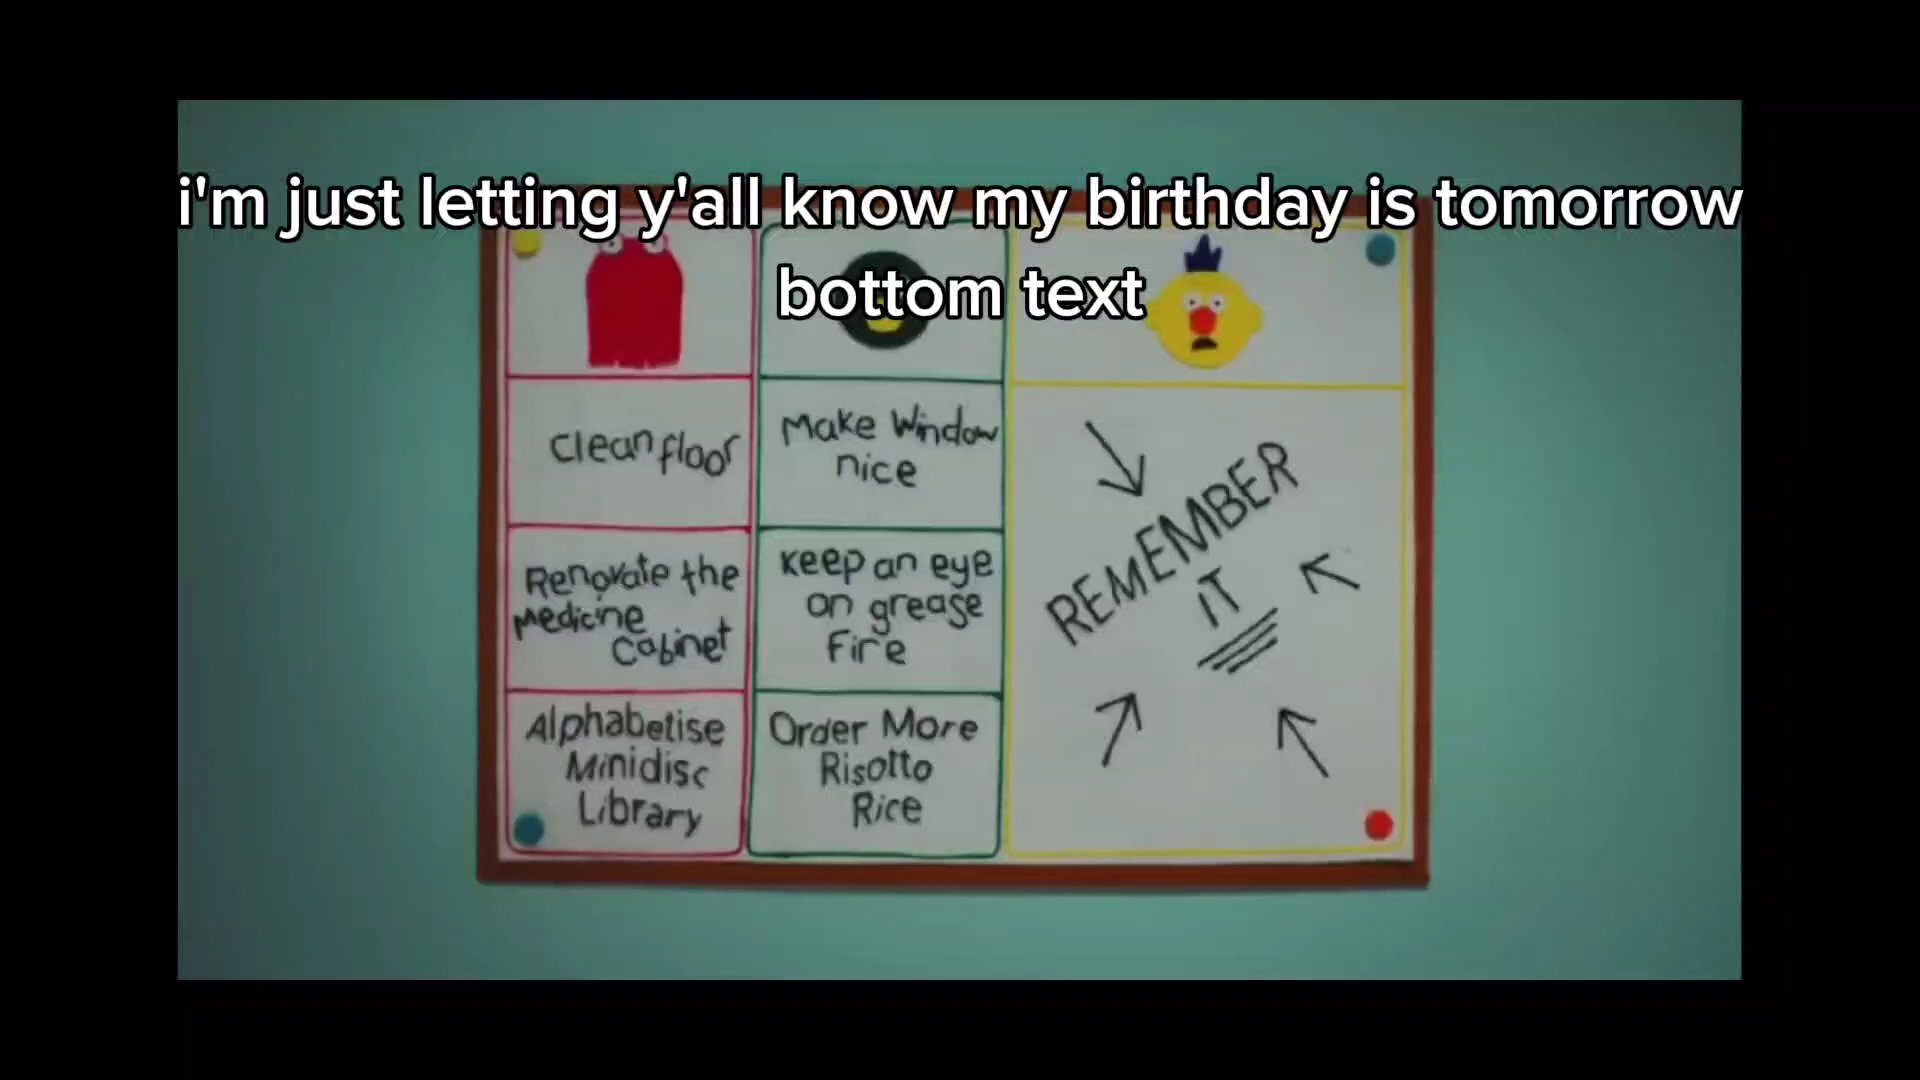 i'm just letting y'all know my birthday is tomorrow
bottom text
Clean floor
Renovate the
Medicine
Cabinet
Alphabetise
Minidisc
Library
Make Window
nice
Keep an eye
on grease
Fire
Order More
Risotto
Rice
REMEMBER
IT